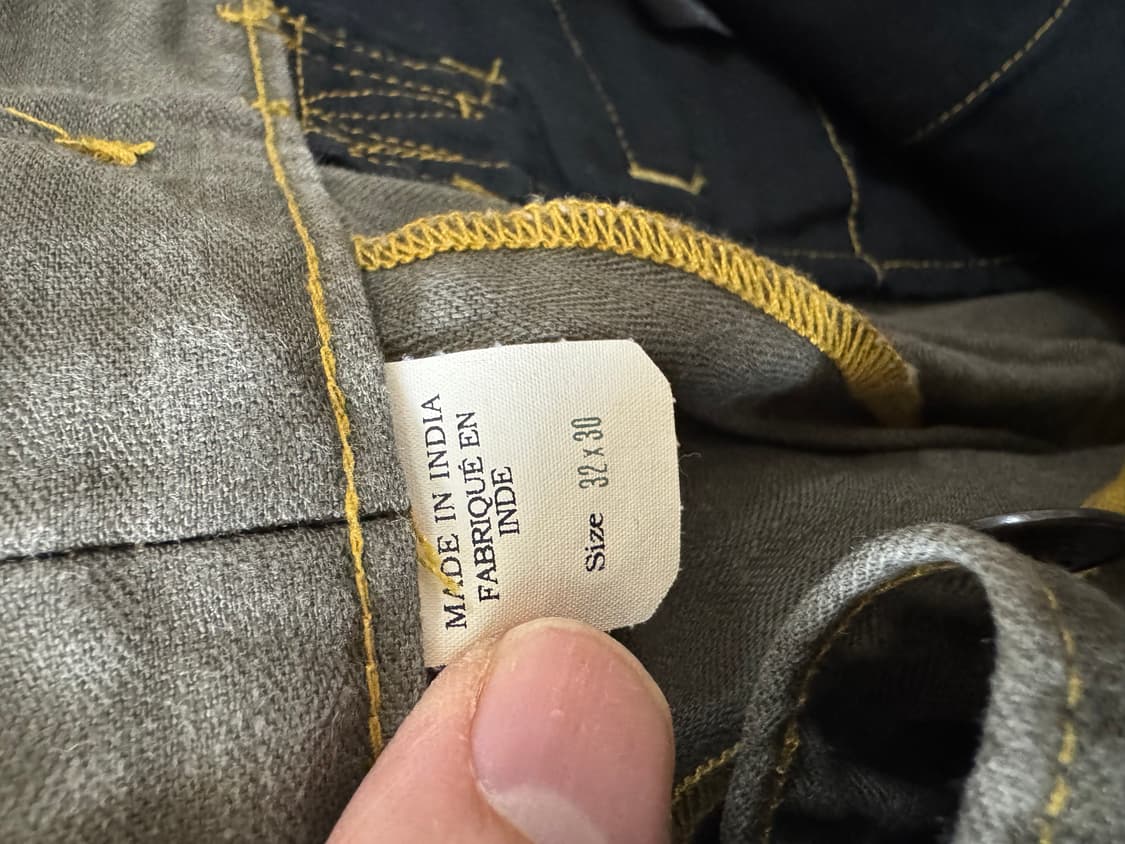 MADE IN INDIA
FABRIQUÉ EN
INDE
Size 32 x 30